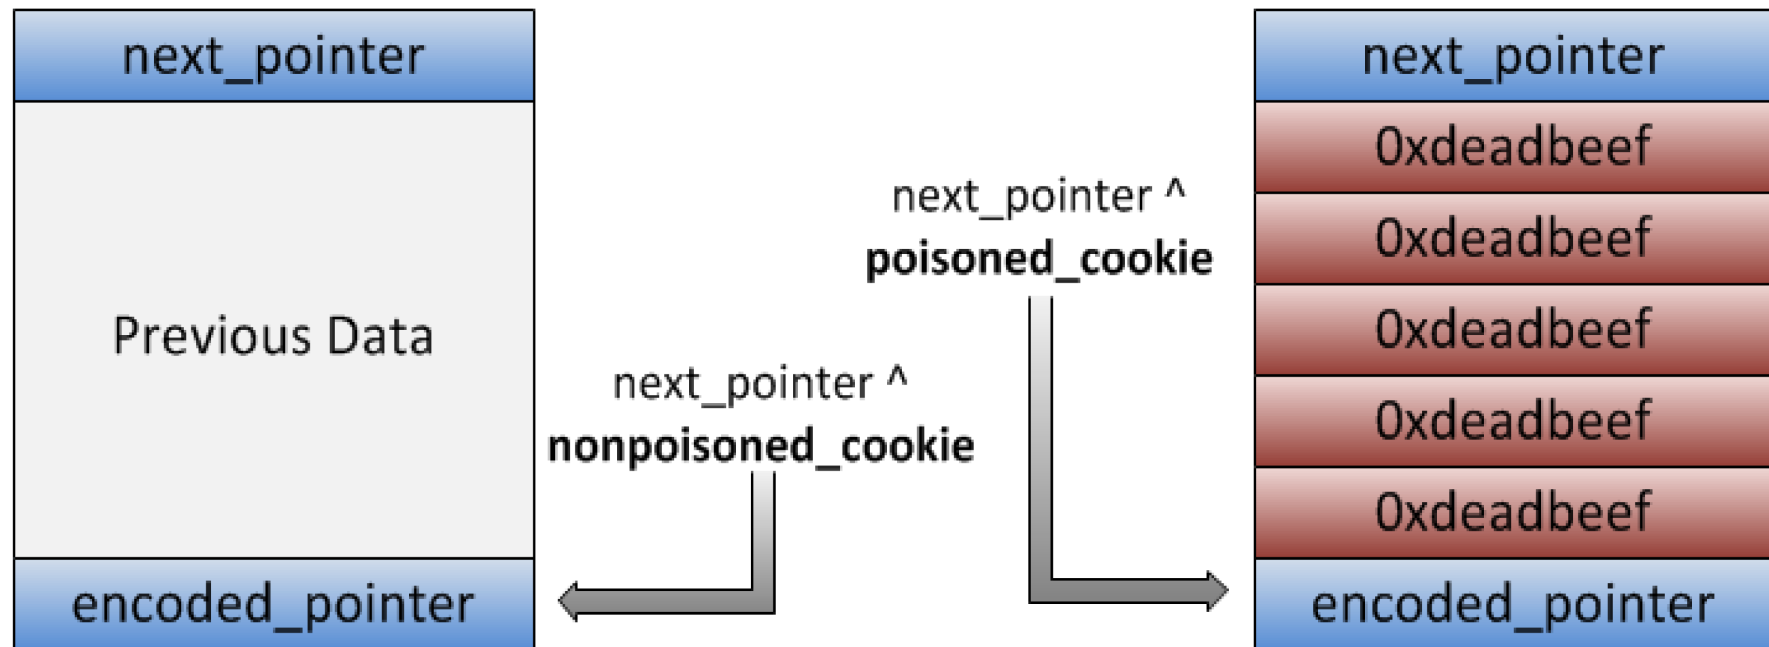 next_pointer
Previous Data
encoded_pointer
next_pointer ^
nonpoisoned_cookie
next_pointer ^
poisoned_cookie
next_pointer
0xdeadbeef
0xdeadbeef
0xdeadbeef
0xdeadbeef
0xdeadbeef
encoded_pointer